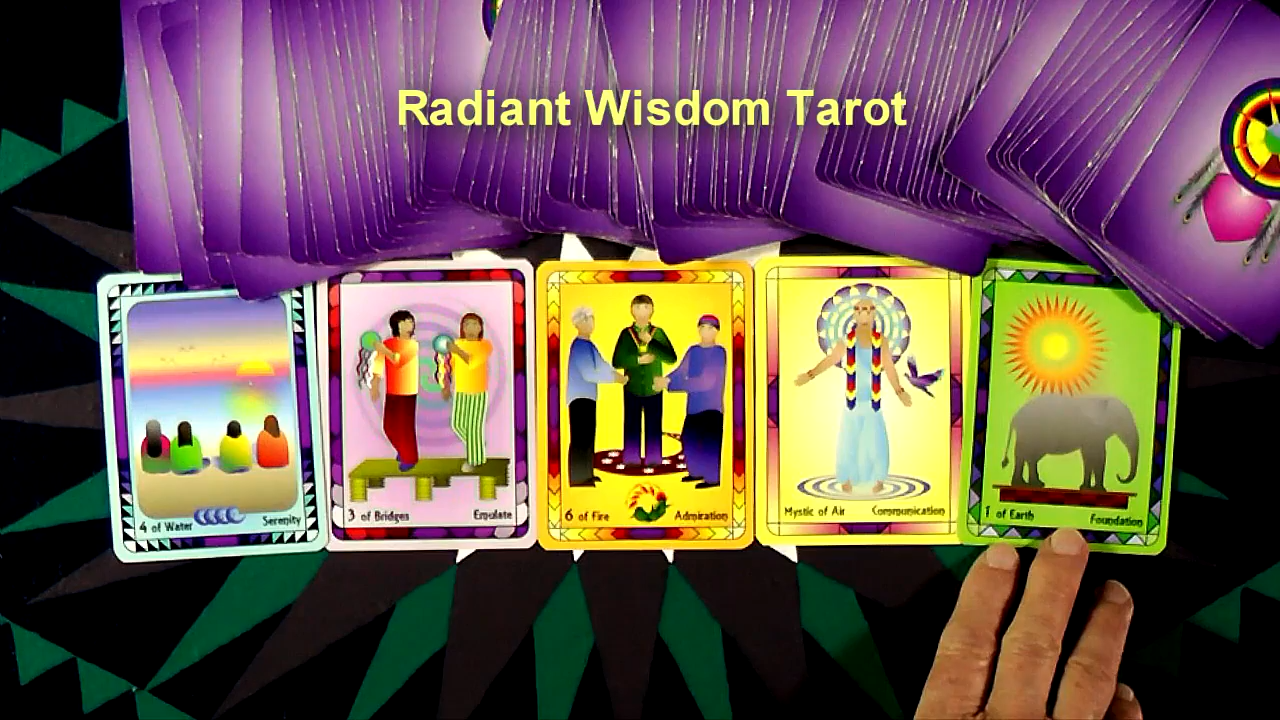 Radiant Wisdom Tarot
4 of Water Serenity
3 of Bridges Emulate
6 of Fire Admiration
Mystic of Air Communication
1 of Earth Foundation